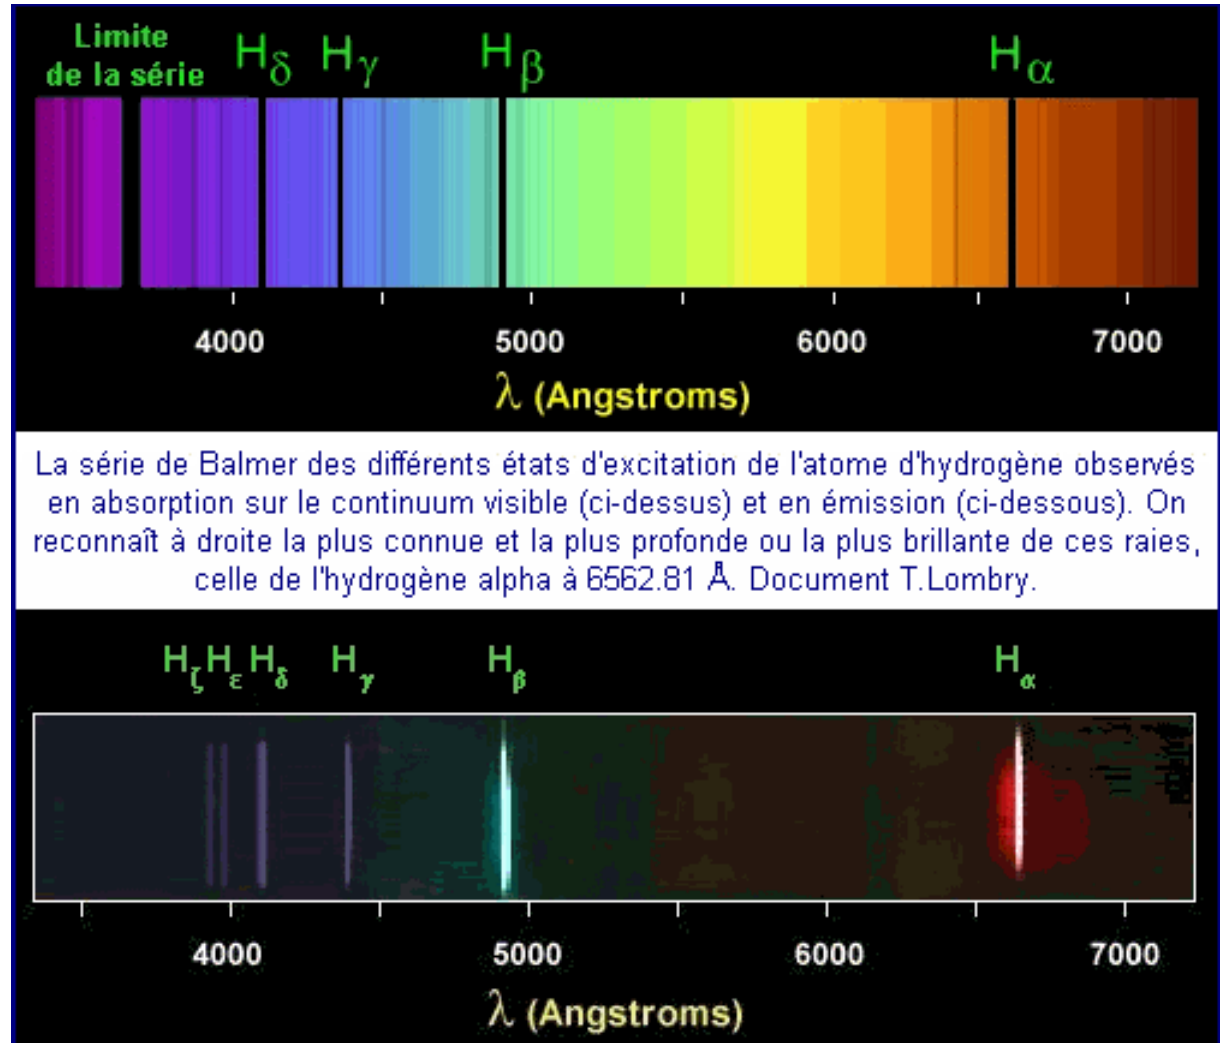 Limite
de la série
Hδ Hγ Hβ Hα
4000 5000 6000 7000
λ (Angstroms)
La série de Balmer des différents états d'excitation de l'atome d'hydrogène observés
en absorption sur le continuum visible (ci-dessus) et en émission (ci-dessous). On
reconnaît à droite la plus connue et la plus profonde ou la plus brillante de ces raies,
celle de l'hydrogène alpha à 6562.81 Å. Document T.Lombry.
Hζ Hε Hδ Hγ Hβ Hα
4000 5000 6000 7000
λ (Angstroms)